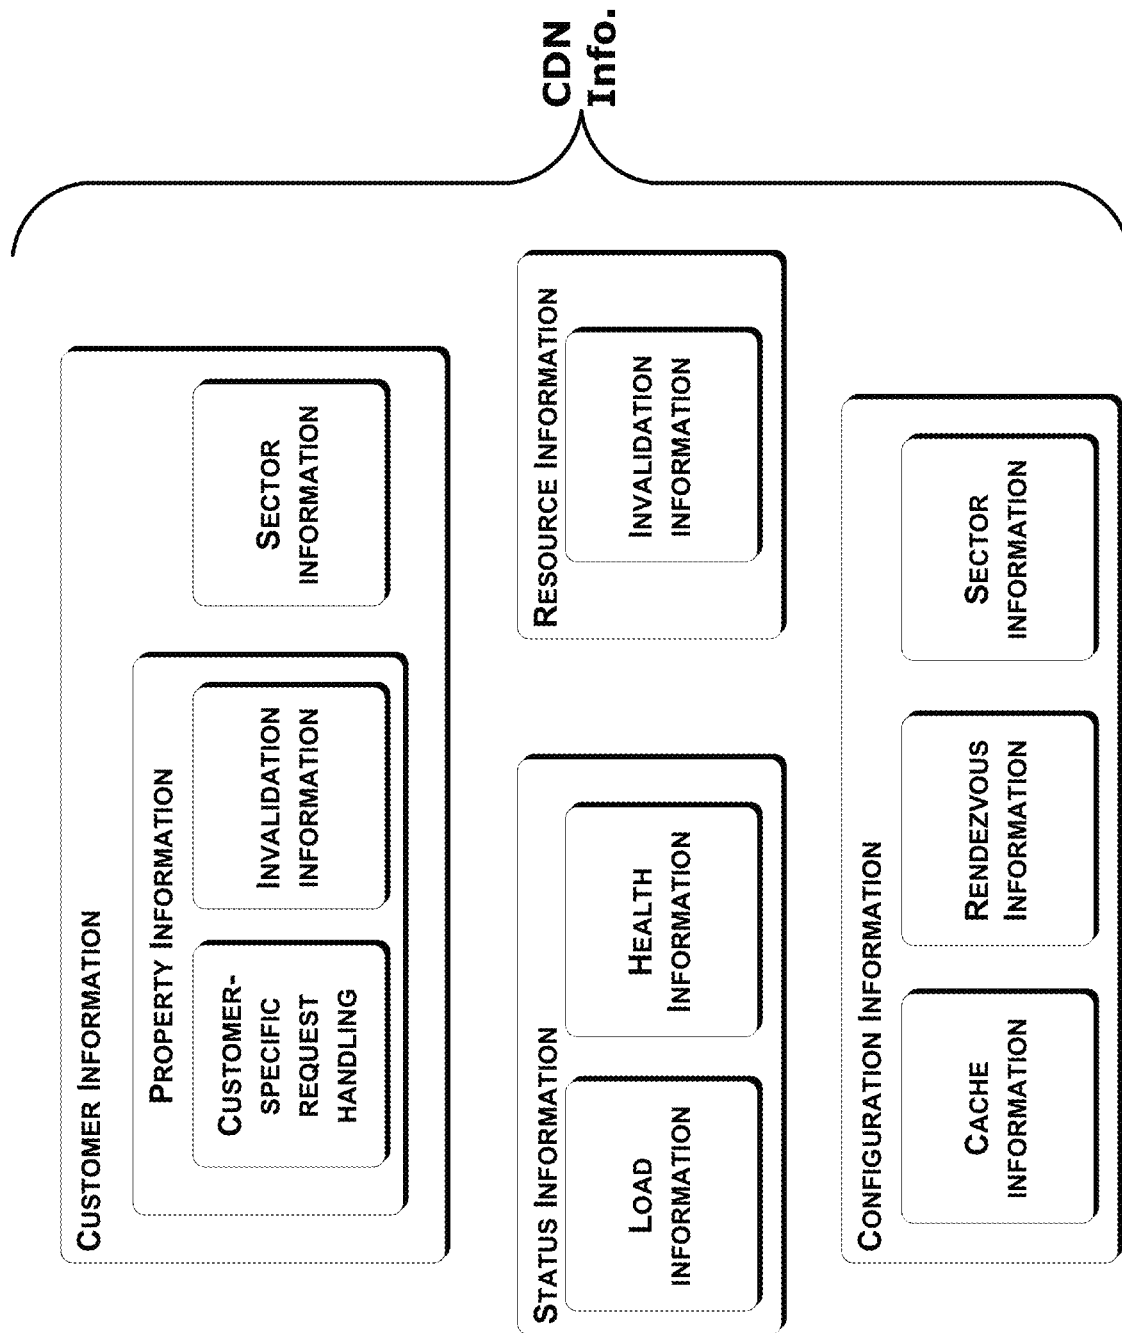 CUSTOMER INFORMATION
PROPERTY INFORMATION
CUSTOMER-
SPECIFIC
REQUEST
HANDLING
INVALIDATION
INFORMATION
SECTOR
INFORMATION
STATUS INFORMATION
LOAD
INFORMATION
HEALTH
INFORMATION
RESOURCE INFORMATION
INVALIDATION
INFORMATION
CONFIGURATION INFORMATION
CACHE
INFORMATION
RENDEZVOUS
INFORMATION
SECTOR
INFORMATION
CDN
Info.